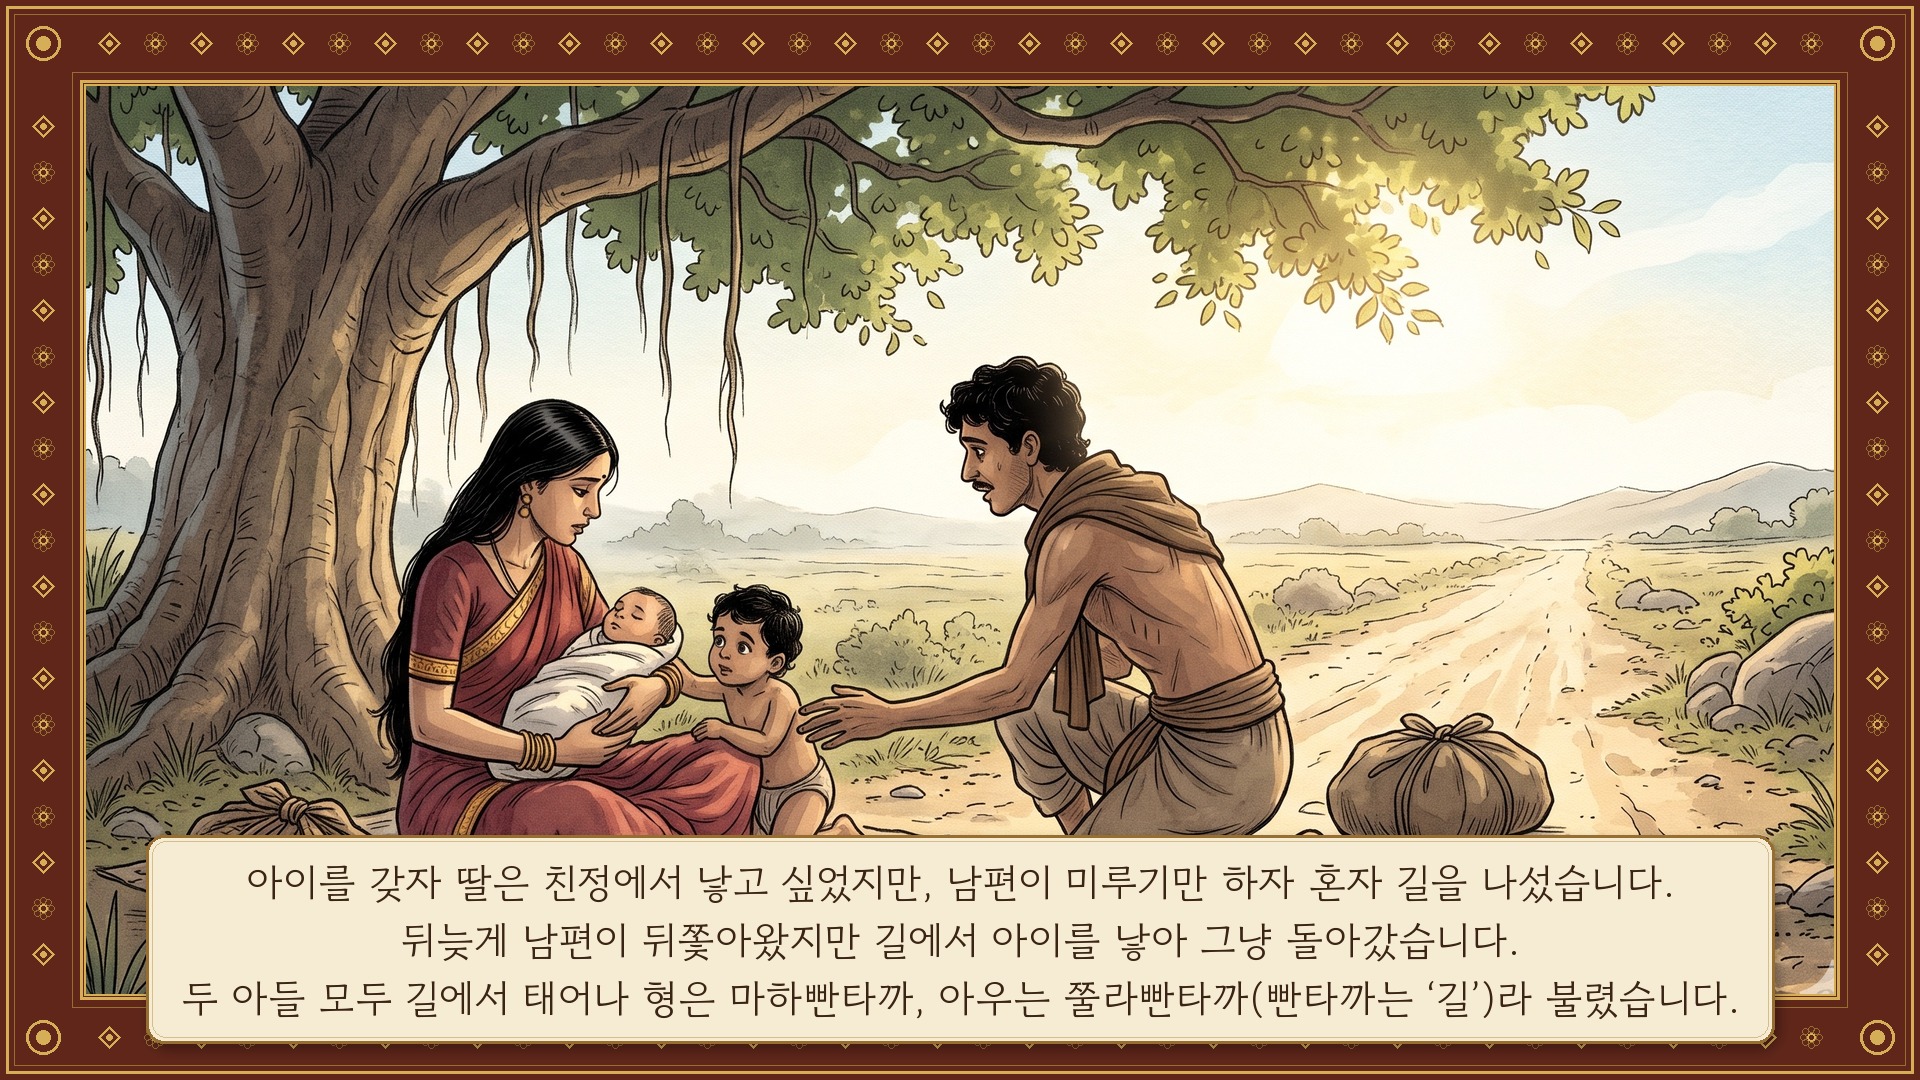 아이를 갖자 딸은 친정에서 낳고 싶었지만, 남편이 미루기만 하자 혼자 길을 나섰습니다.
뒤늦게 남편이 뒤쫓아왔지만 길에서 아이를 낳아 그냥 돌아갔습니다.
두 아들 모두 길에서 태어나 형은 마하빤타까, 아우는 쭐라빤타까(빤타까는 ‘길’)라 불렸습니다.